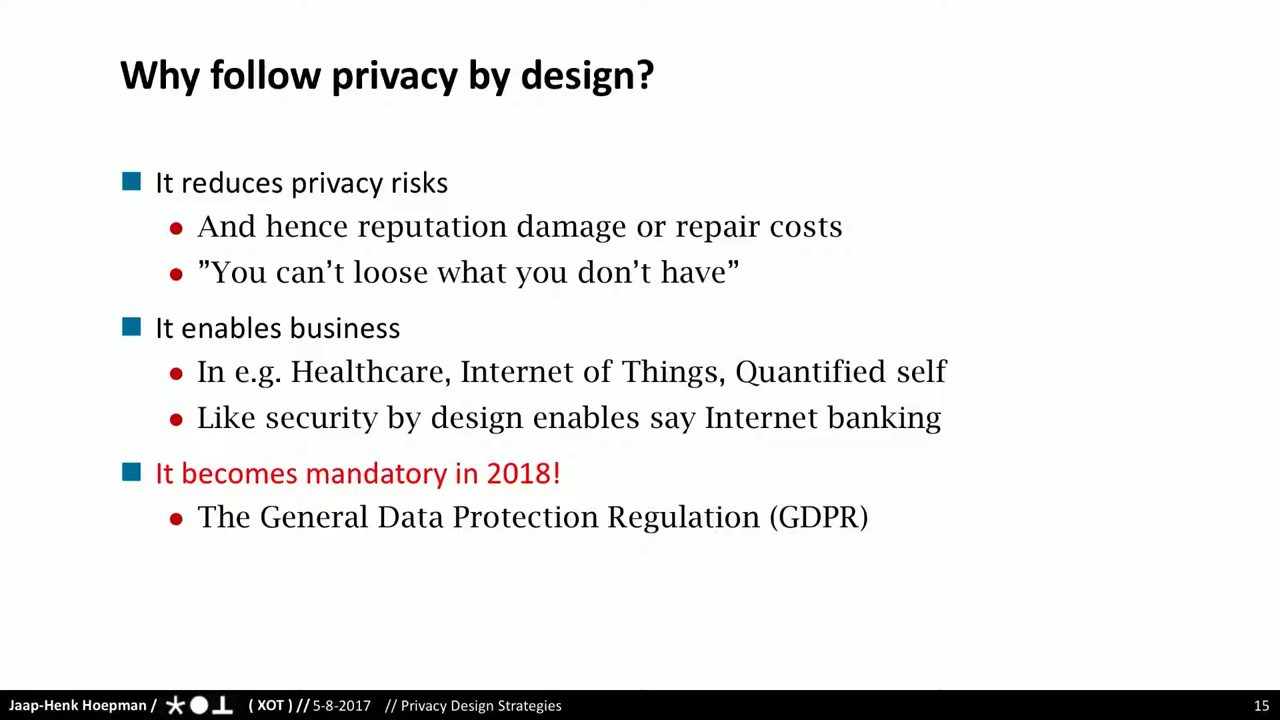 Why follow privacy by design?
It reduces privacy risks
And hence reputation damage or repair costs
”You can’t loose what you don’t have”
It enables business
In e.g. Healthcare, Internet of Things, Quantified self
Like security by design enables say Internet banking
It becomes mandatory in 2018!
The General Data Protection Regulation (GDPR)
Jaap-Henk Hoepman / ( XOT ) // 5-8-2017 // Privacy Design Strategies 15